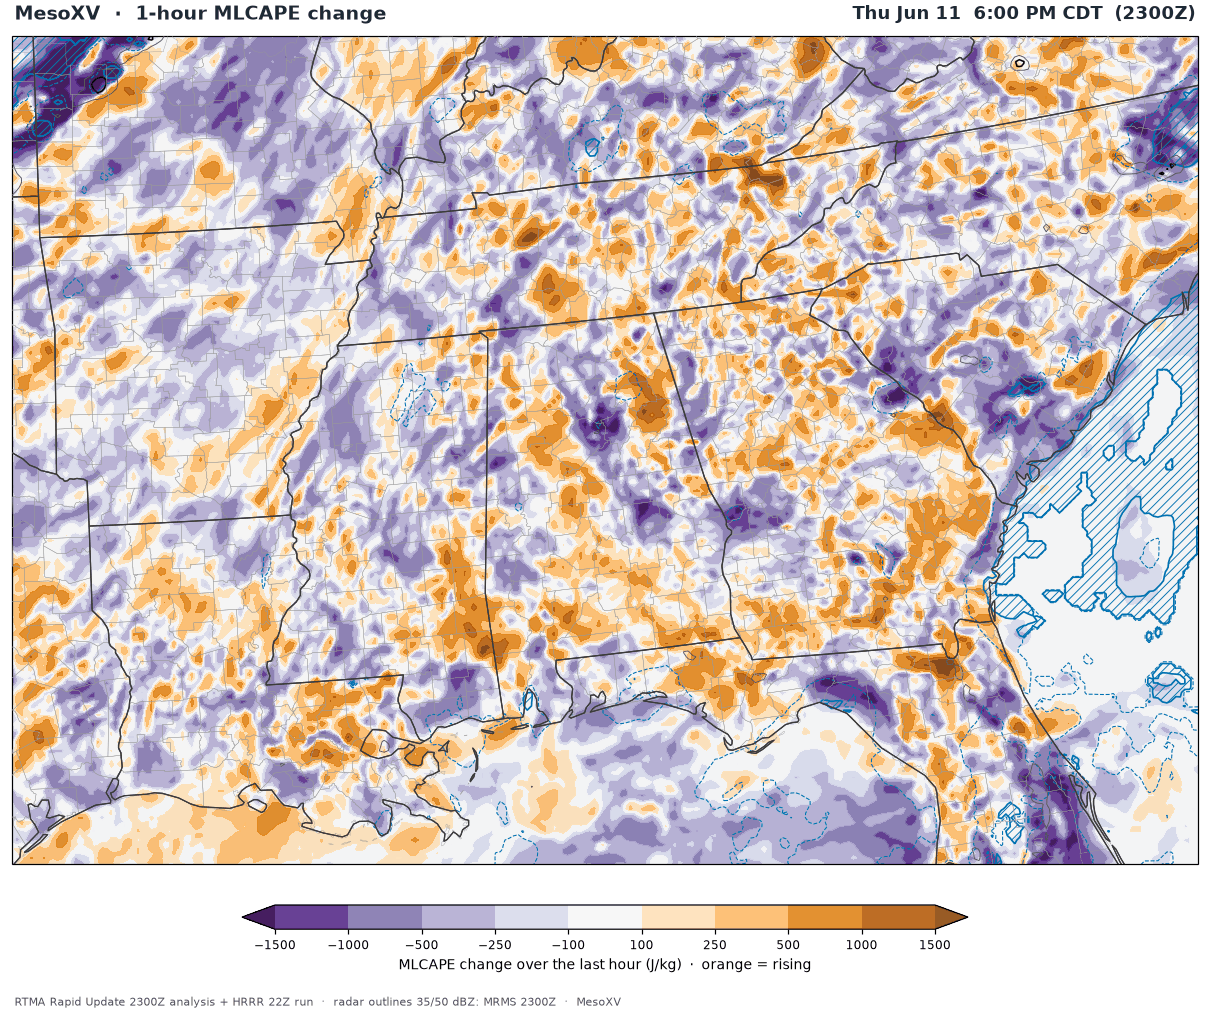 MesoXV · 1-hour MLCAPE change
Thu Jun 11 6:00 PM CDT (2300Z)
−1500 −1000 −500 −250 −100 100 250 500 1000 1500
MLCAPE change over the last hour (J/kg) · orange = rising
RTMA Rapid Update 2300Z analysis + HRRR 22Z run · radar outlines 35/50 dBZ: MRMS 2300Z · MesoXV